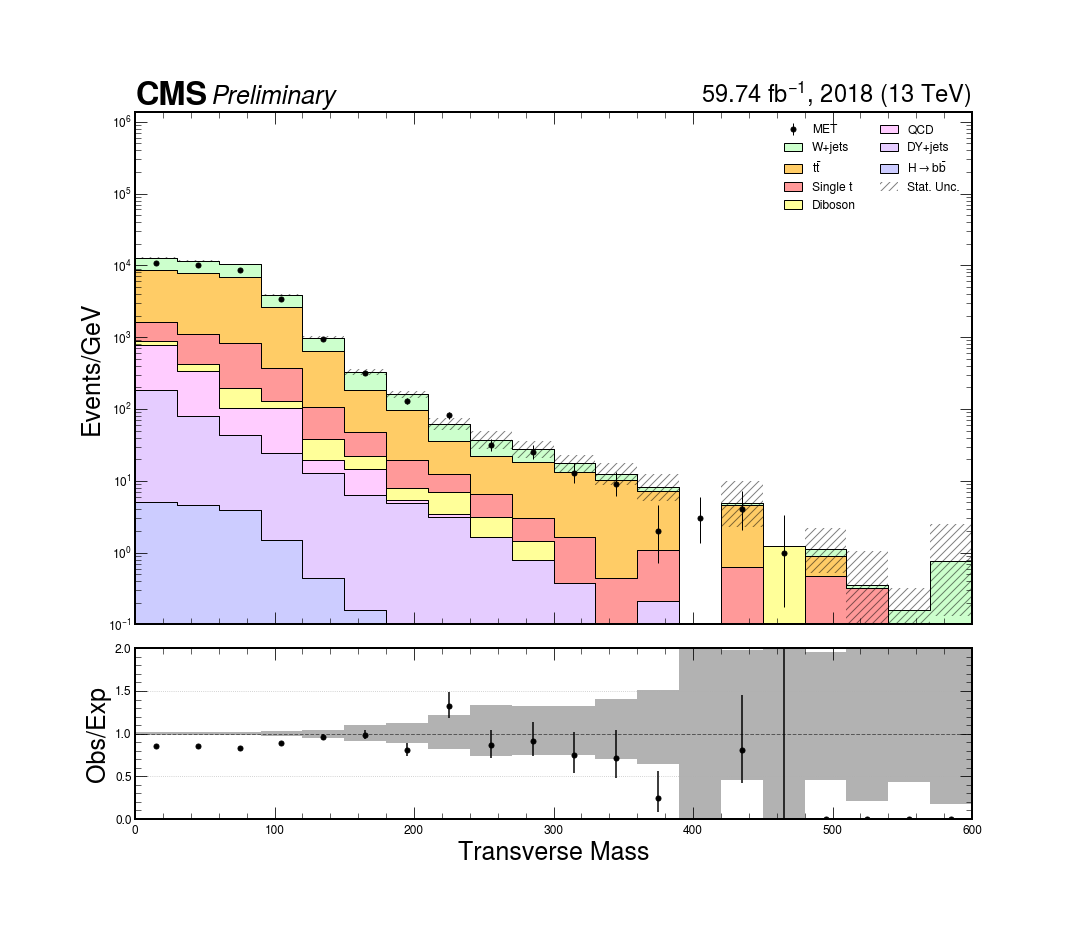 CMS Preliminary 59.74 fb⁻¹, 2018 (13 TeV)
MET
W+jets
tt̄
Single t
Diboson
QCD
DY+jets
H→bb̄
Stat. Unc.
Events/GeV
10⁶
10⁵
10⁴
10³
10²
10¹
10⁰
10⁻¹
Obs/Exp
2.0
1.5
1.0
0.5
0.0
0 100 200 300 400 500 600
Transverse Mass